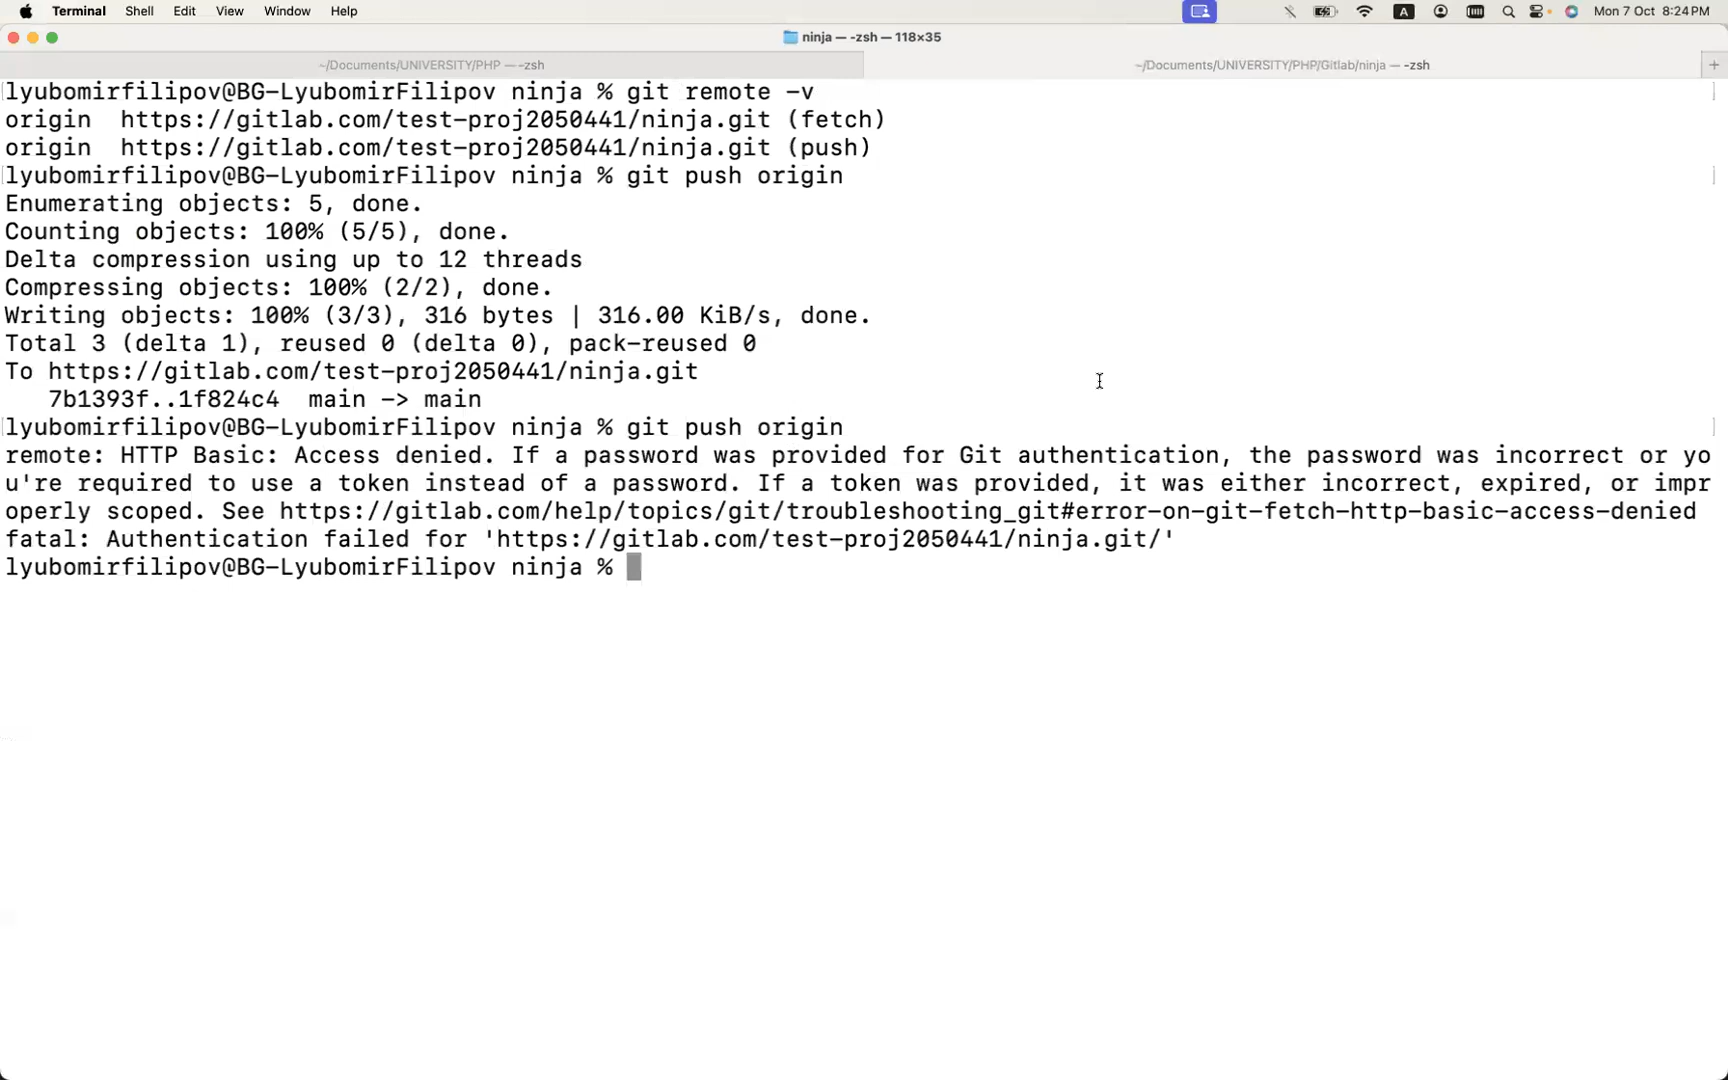 Terminal Shell Edit View Window Help A Mon 7 Oct 8:24 PM
ninja — -zsh — 118×35
~/Documents/UNIVERSITY/PHP — -zsh ~/Documents/UNIVERSITY/PHP/Gitlab/ninja — -zsh +
lyubomirfilipov@BG-LyubomirFilipov ninja % git remote -v
origin https://gitlab.com/test-proj2050441/ninja.git (fetch)
origin https://gitlab.com/test-proj2050441/ninja.git (push)
lyubomirfilipov@BG-LyubomirFilipov ninja % git push origin
Enumerating objects: 5, done.
Counting objects: 100% (5/5), done.
Delta compression using up to 12 threads
Compressing objects: 100% (2/2), done.
Writing objects: 100% (3/3), 316 bytes | 316.00 KiB/s, done.
Total 3 (delta 1), reused 0 (delta 0), pack-reused 0
To https://gitlab.com/test-proj2050441/ninja.git
7b1393f..1f824c4 main -> main
lyubomirfilipov@BG-LyubomirFilipov ninja % git push origin
remote: HTTP Basic: Access denied. If a password was provided for Git authentication, the password was incorrect or yo
u're required to use a token instead of a password. If a token was provided, it was either incorrect, expired, or impr
operly scoped. See https://gitlab.com/help/topics/git/troubleshooting_git#error-on-git-fetch-http-basic-access-denied
fatal: Authentication failed for 'https://gitlab.com/test-proj2050441/ninja.git/'
lyubomirfilipov@BG-LyubomirFilipov ninja %